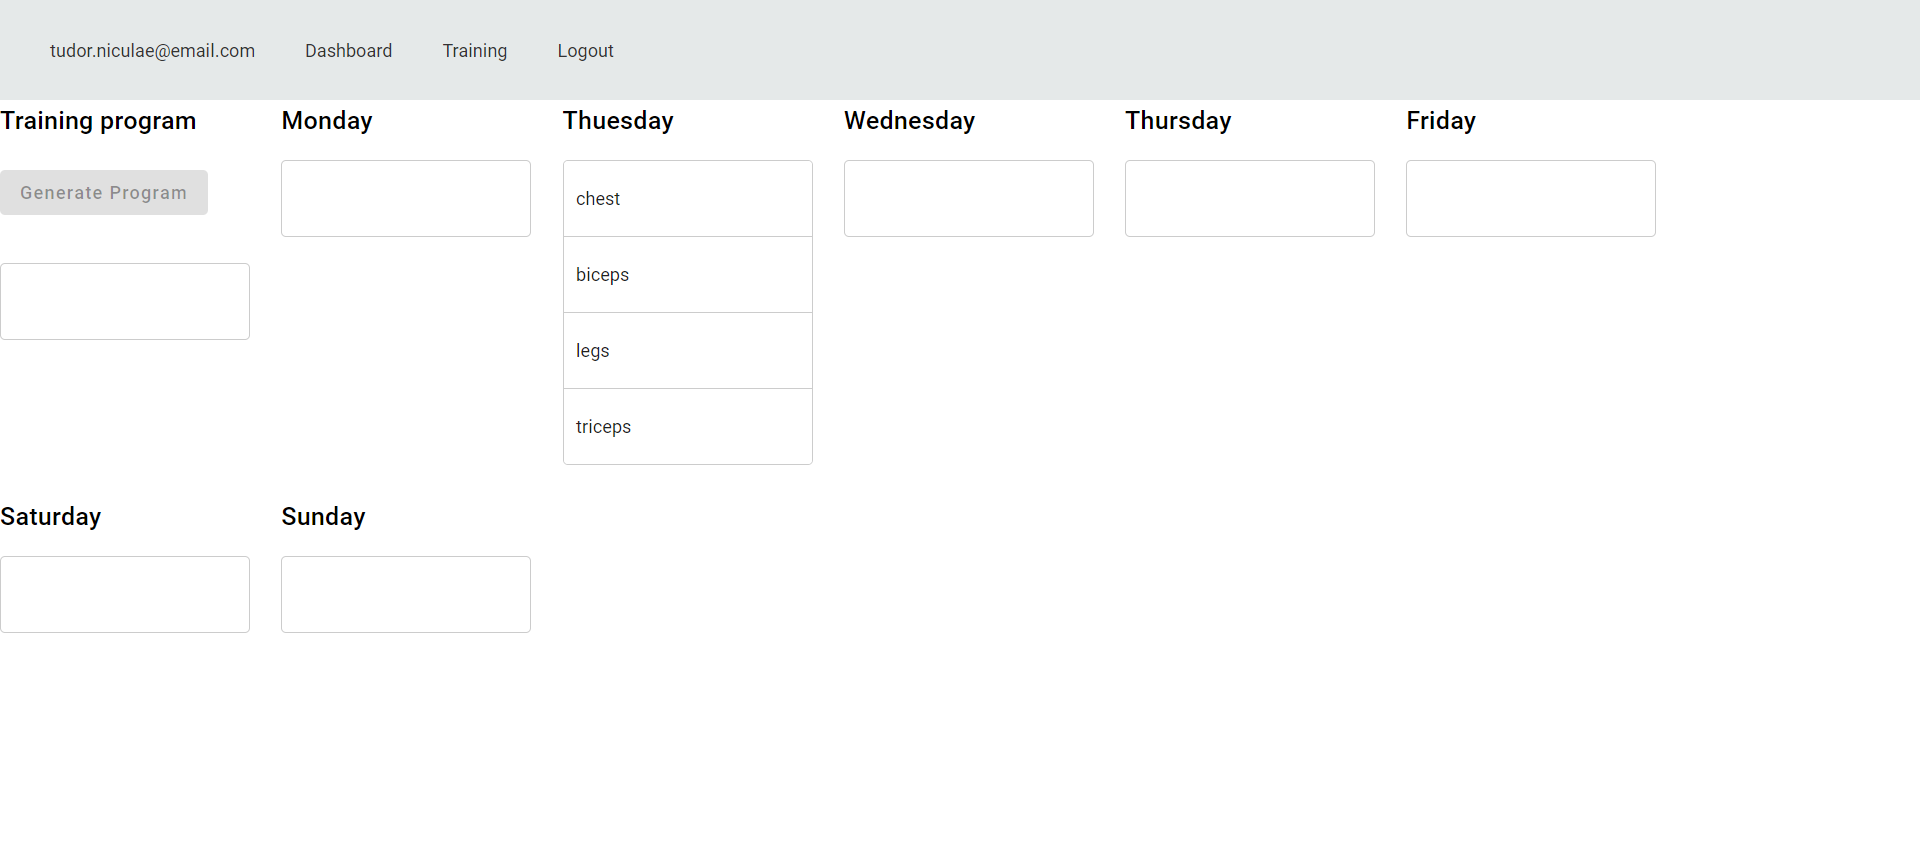 tudor.niculae@email.com Dashboard Training Logout
Training program Monday Thuesday Wednesday Thursday Friday
Generate Program
chest
biceps
legs
triceps
Saturday Sunday